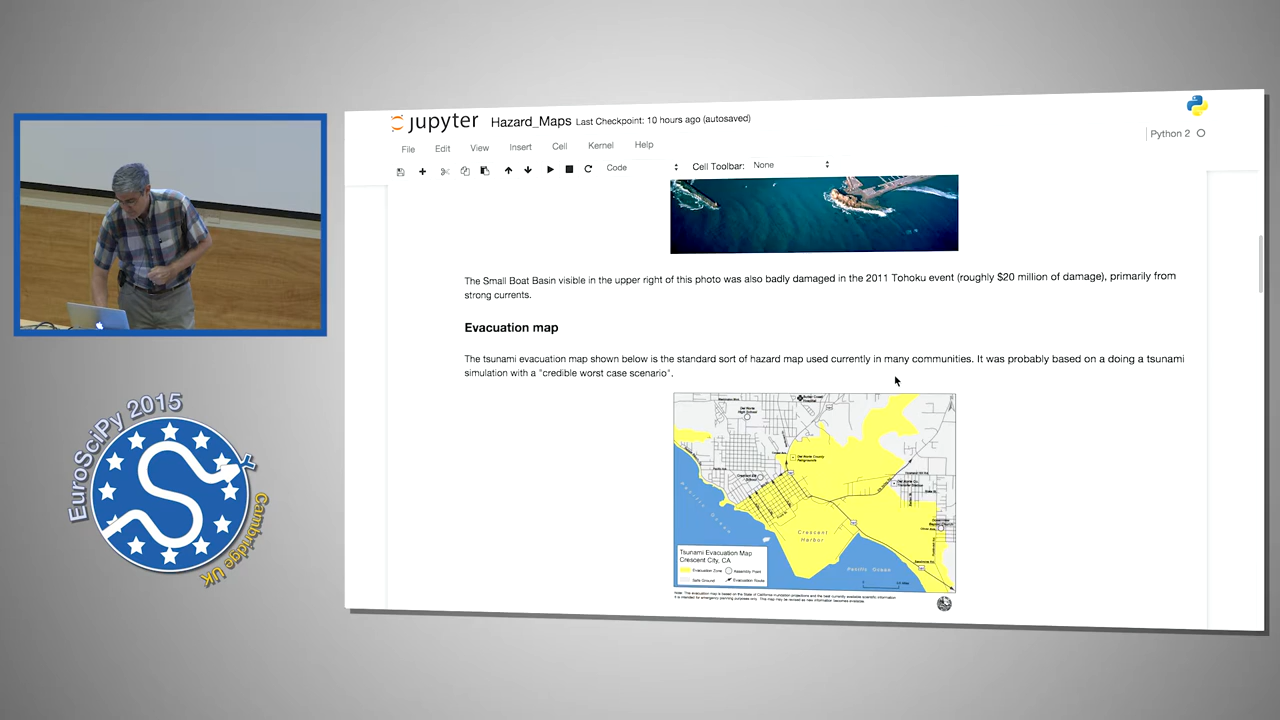 jupyter Hazard_Maps Last Checkpoint: 10 hours ago (autosaved)
File Edit View Insert Cell Kernel Help
Python 2
Code Cell Toolbar: None
The Small Boat Basin visible in the upper right of this photo was also badly damaged in the 2011 Tohoku event (roughly $20 million of damage), primarily from
strong currents.
Evacuation map
The tsunami evacuation map shown below is the standard sort of hazard map used currently in many communities. It was probably based on a doing a tsunami
simulation with a "credible worst case scenario".
Pacific Ocean
Crescent
Harbor
Pacific Ocean
Tsunami Evacuation Map
Crescent City, CA
Evacuation Zone Assembly Point
Safe Ground Evacuation Route
EuroSciPy 2015
Cambridge UK